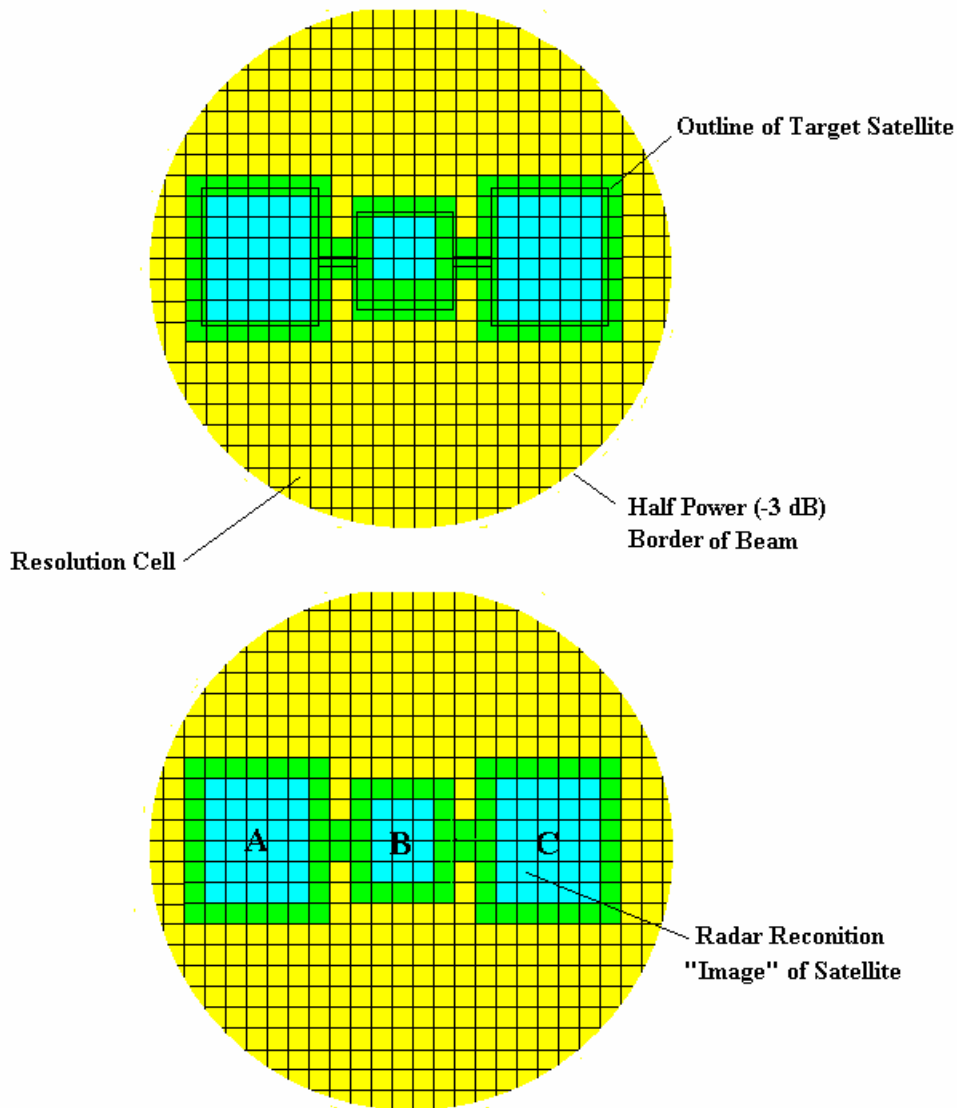 Outline of Target Satellite
Half Power (-3 dB)
Border of Beam
Resolution Cell
A
B
C
Radar Reconition
"Image" of Satellite